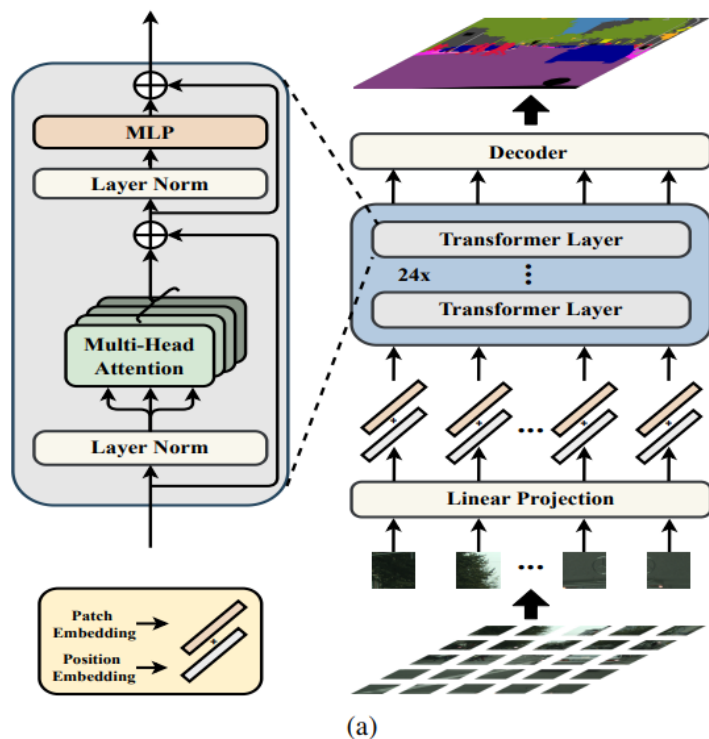 MLP
Layer Norm
Multi-Head
Attention
Layer Norm
Patch
Embedding
Position
Embedding
+
Decoder
Transformer Layer
24x
Transformer Layer
+ + + +
Linear Projection
(a)